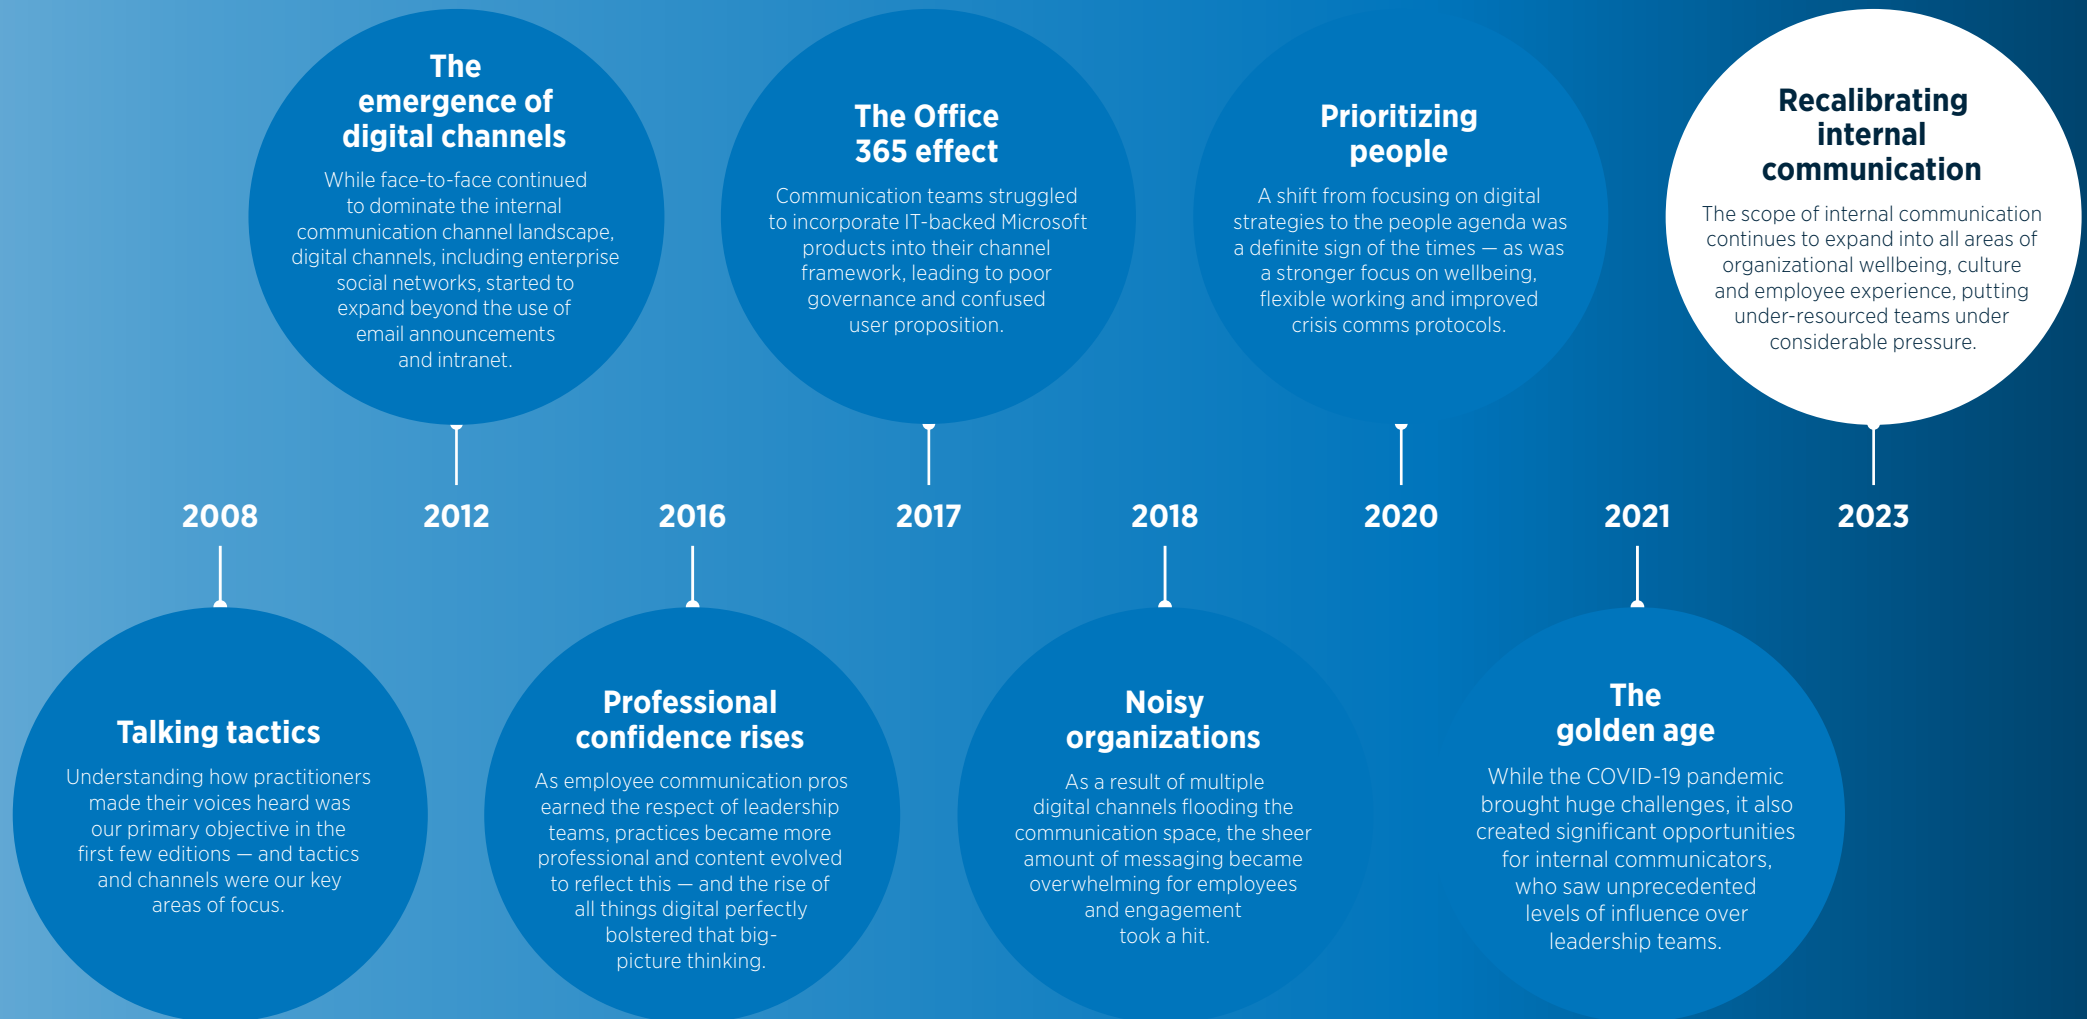 The
emergence of
digital channels
While face-to-face continued
to dominate the internal
communication channel landscape,
digital channels, including enterprise
social networks, started to
expand beyond the use of
email announcements
and intranet.
The Office
365 effect
Communication teams struggled
to incorporate IT-backed Microsoft
products into their channel
framework, leading to poor
governance and confused
user proposition.
Prioritizing
people
A shift from focusing on digital
strategies to the people agenda was
a definite sign of the times — as was
a stronger focus on wellbeing,
flexible working and improved
crisis comms protocols.
Recalibrating
internal
communication
The scope of internal communication
continues to expand into all areas of
organizational wellbeing, culture
and employee experience, putting
under-resourced teams under
considerable pressure.
2008 2012 2016 2017 2018 2020 2021 2023
Talking tactics
Understanding how practitioners
made their voices heard was
our primary objective in the
first few editions — and tactics
and channels were our key
areas of focus.
Professional
confidence rises
As employee communication pros
earned the respect of leadership
teams, practices became more
professional and content evolved
to reflect this — and the rise of
all things digital perfectly
bolstered that big-
picture thinking.
Noisy
organizations
As a result of multiple
digital channels flooding the
communication space, the sheer
amount of messaging became
overwhelming for employees
and engagement
took a hit.
The
golden age
While the COVID-19 pandemic
brought huge challenges, it also
created significant opportunities
for internal communicators,
who saw unprecedented
levels of influence over
leadership teams.